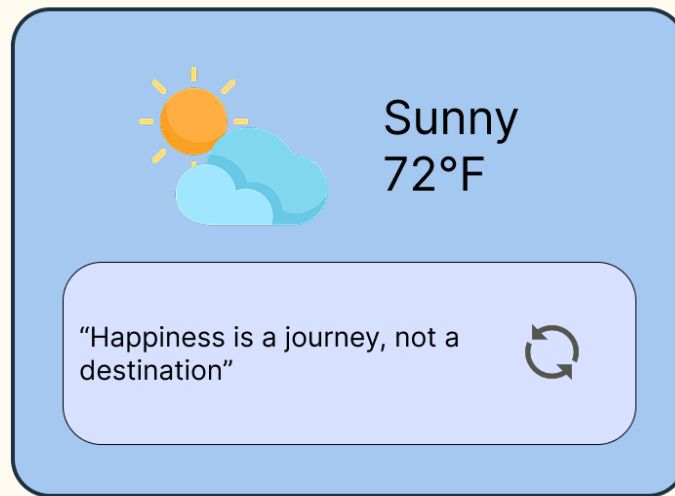 Sunny
72°F
“Happiness is a journey, not a
destination”